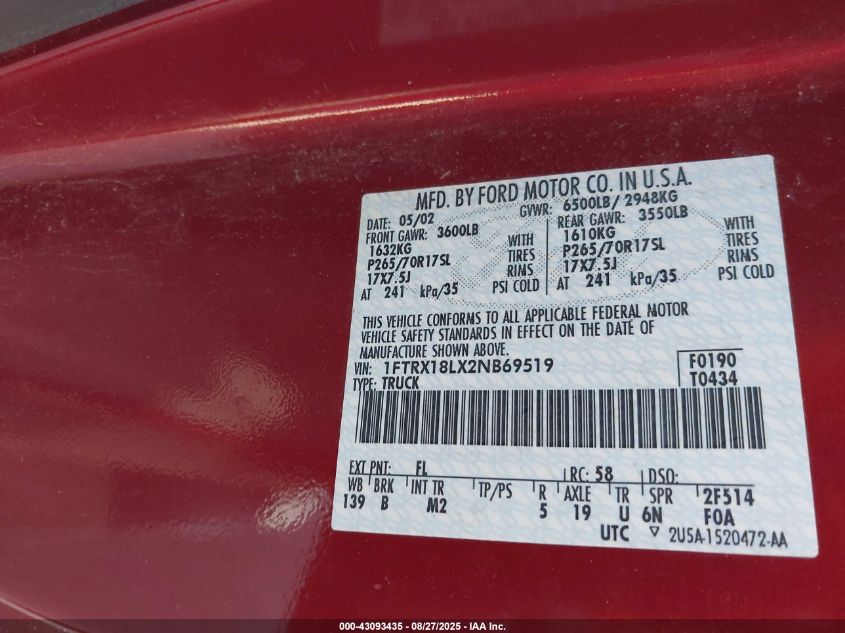 MFD. BY FORD MOTOR CO. IN U.S.A.
DATE: 05/02 GVWR: 6500LB/ 2948KG
FRONT GAWR: 3600LB REAR GAWR: 3550LB
1632KG WITH 1610KG WITH
P265/70R17SL TIRES P265/70R17SL TIRES
17X7.5J RIMS 17X7.5J RIMS
AT 241 kPa/35 PSI COLD AT 241 kPa/35 PSI COLD
THIS VEHICLE CONFORMS TO ALL APPLICABLE FEDERAL MOTOR
VEHICLE SAFETY STANDARDS IN EFFECT ON THE DATE OF
MANUFACTURE SHOWN ABOVE.
VIN: 1FTRX18LX2NB69519 F0190
TYPE: TRUCK T0434
EXT PNT: FL RC: 58 DSO:
WB BRK INT TR TP/PS R AXLE TR SPR 2F514
139 B M2 5 19 U 6N FOA
UTC ▽ 2U5A-1520472-AA
000-43093435 - 08/27/2025 - IAA Inc.